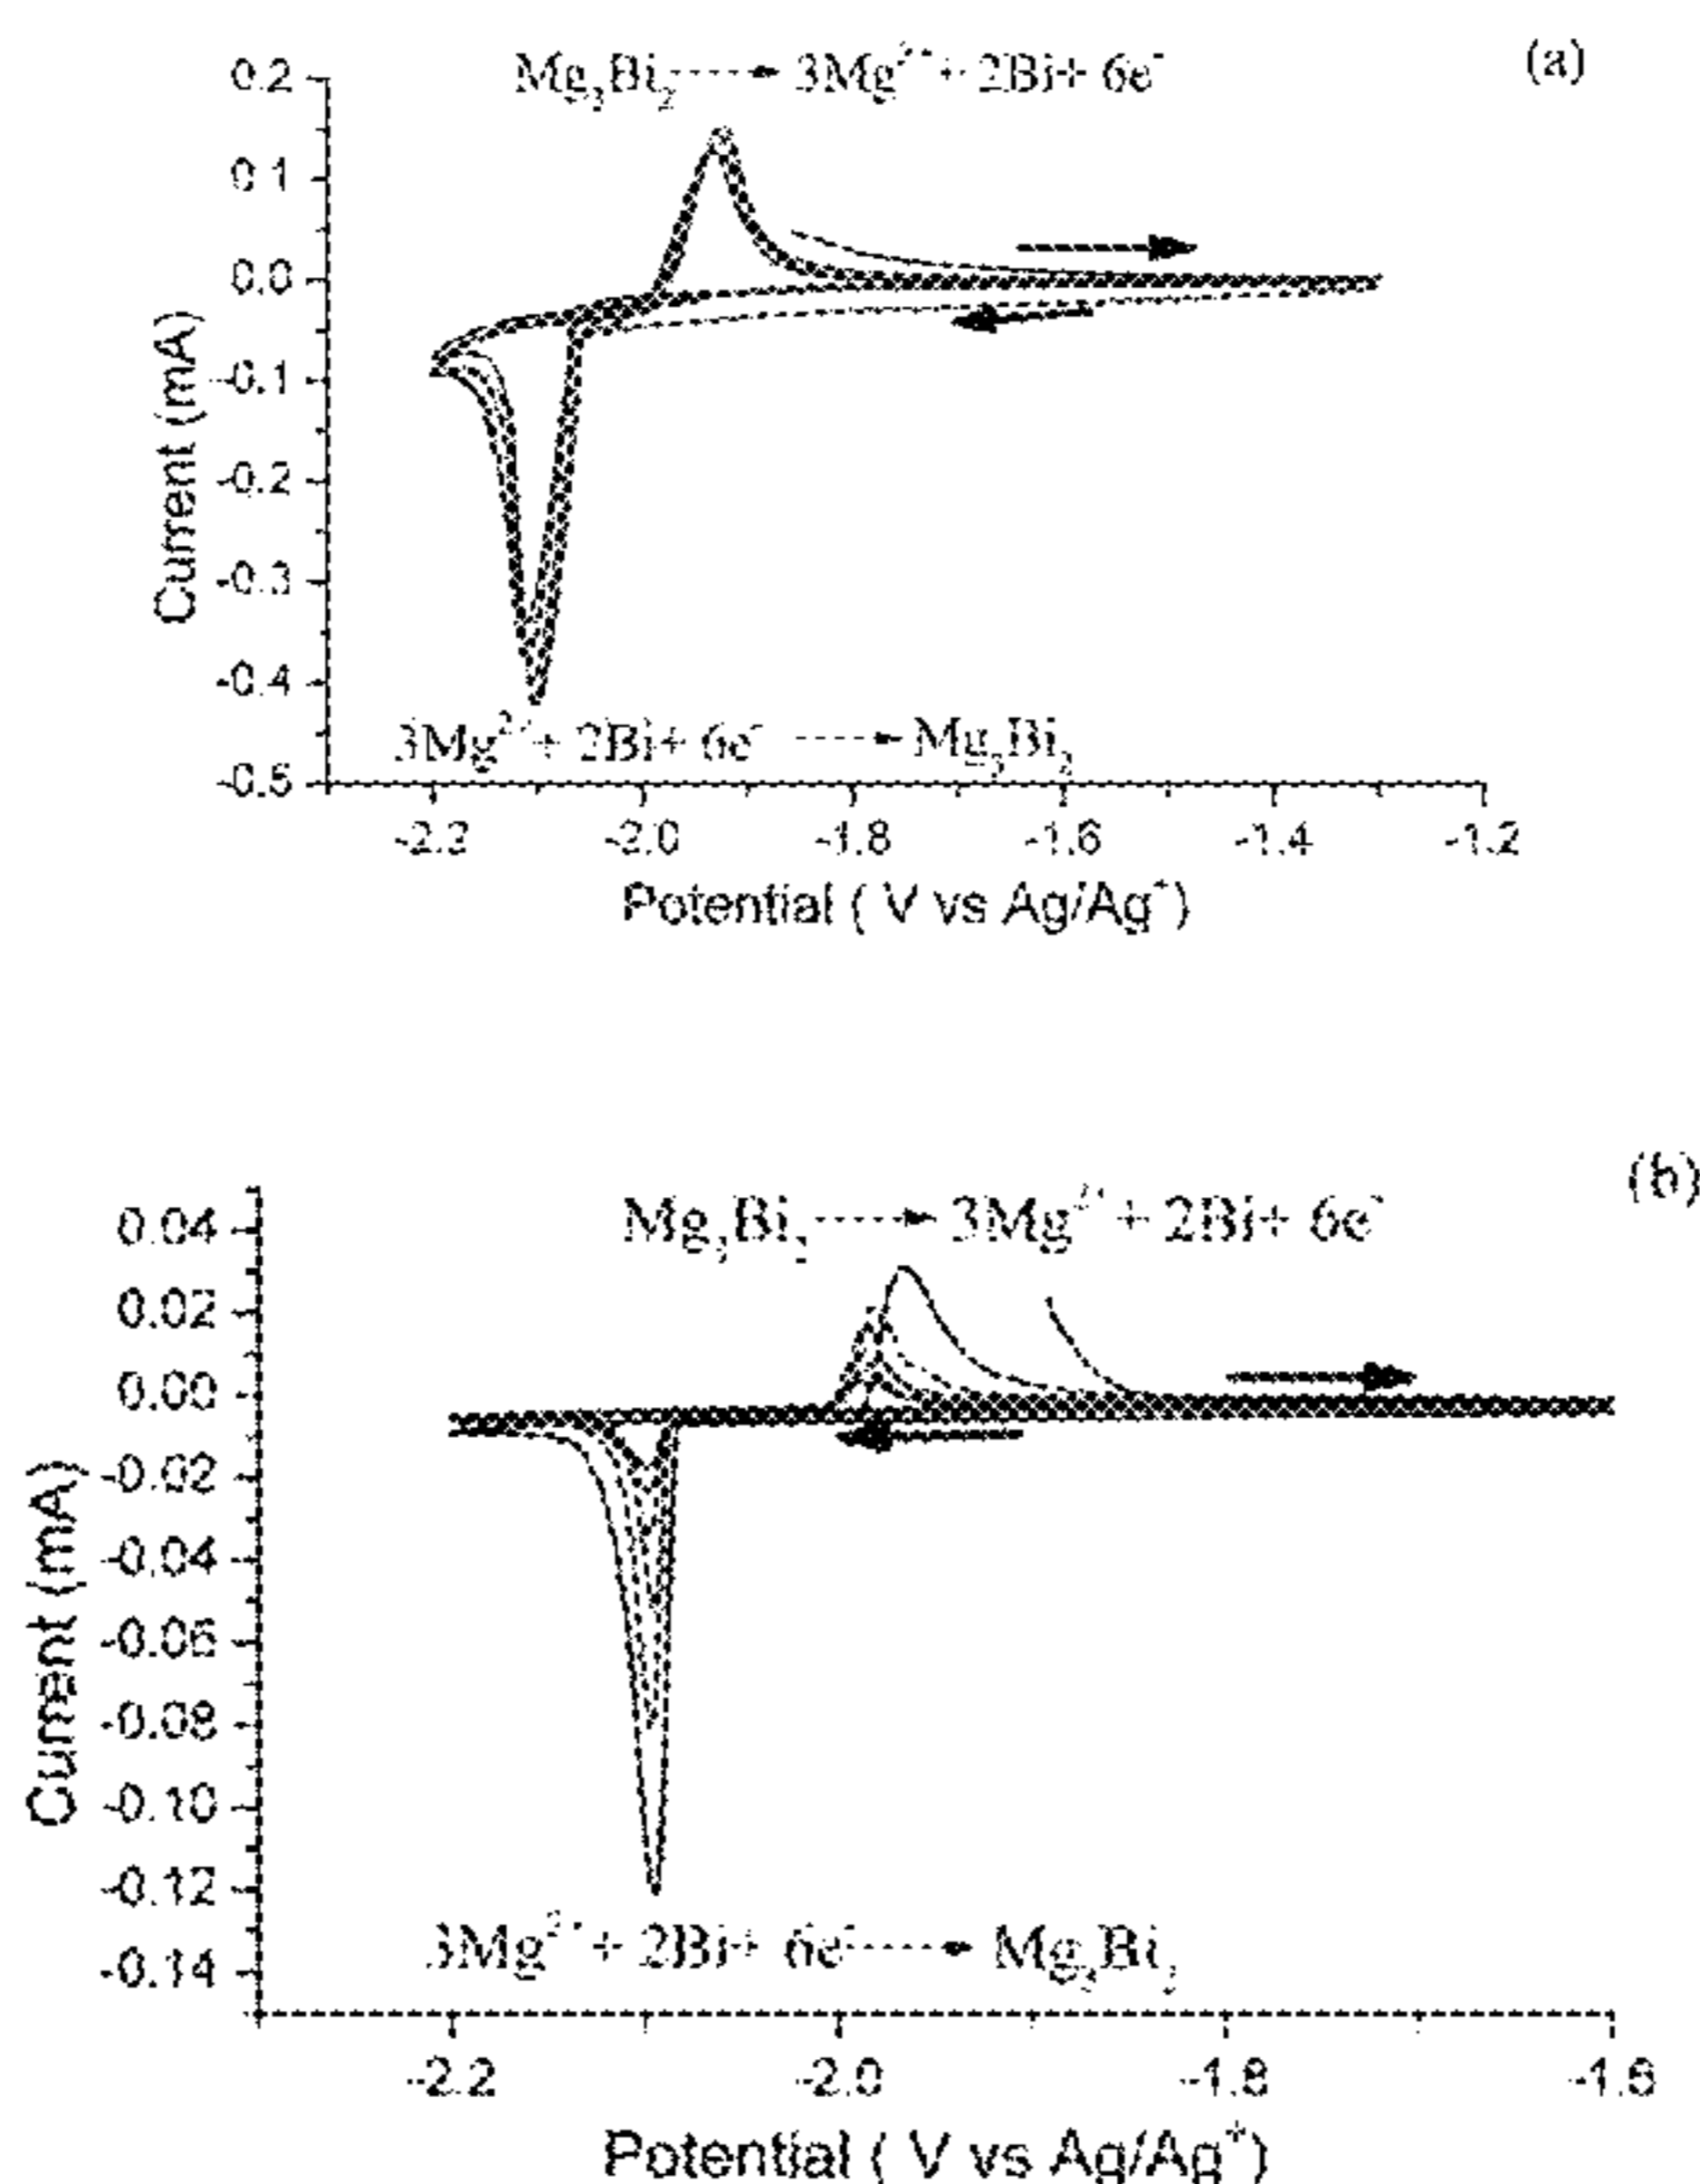 (a)
Mg₃Bi₂ → 3Mg²⁺ + 2Bi + 6e⁻
0.2
0.1
0.0
-0.1
-0.2
-0.3
-0.4
-0.5
Current (mA)
3Mg²⁺ + 2Bi + 6e⁻ → Mg₃Bi₂
-2.2 -2.0 -1.8 -1.6 -1.4 -1.2
Potential ( V vs Ag/Ag⁺)
(b)
Mg₃Bi₂ → 3Mg²⁺ + 2Bi + 6e⁻
0.04
0.02
0.00
-0.02
-0.04
-0.06
-0.08
-0.10
-0.12
-0.14
Current (mA)
3Mg²⁺ + 2Bi + 6e⁻ → Mg₃Bi₂
-2.2 -2.0 -1.8 -1.6
Potential ( V vs Ag/Ag⁺)